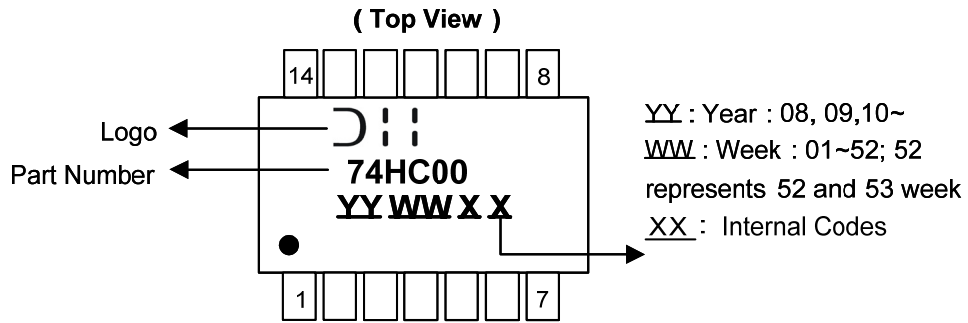 ( Top View )
14 8
Logo
Part Number
74HC00
YY WW X X
1 7
YY : Year : 08, 09,10~
WW : Week : 01~52; 52
represents 52 and 53 week
XX : Internal Codes